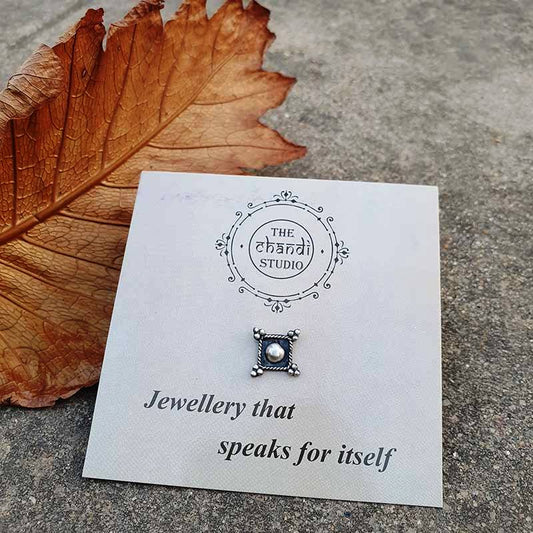 THE
chandi
STUDIO
Jewellery that
speaks for itself